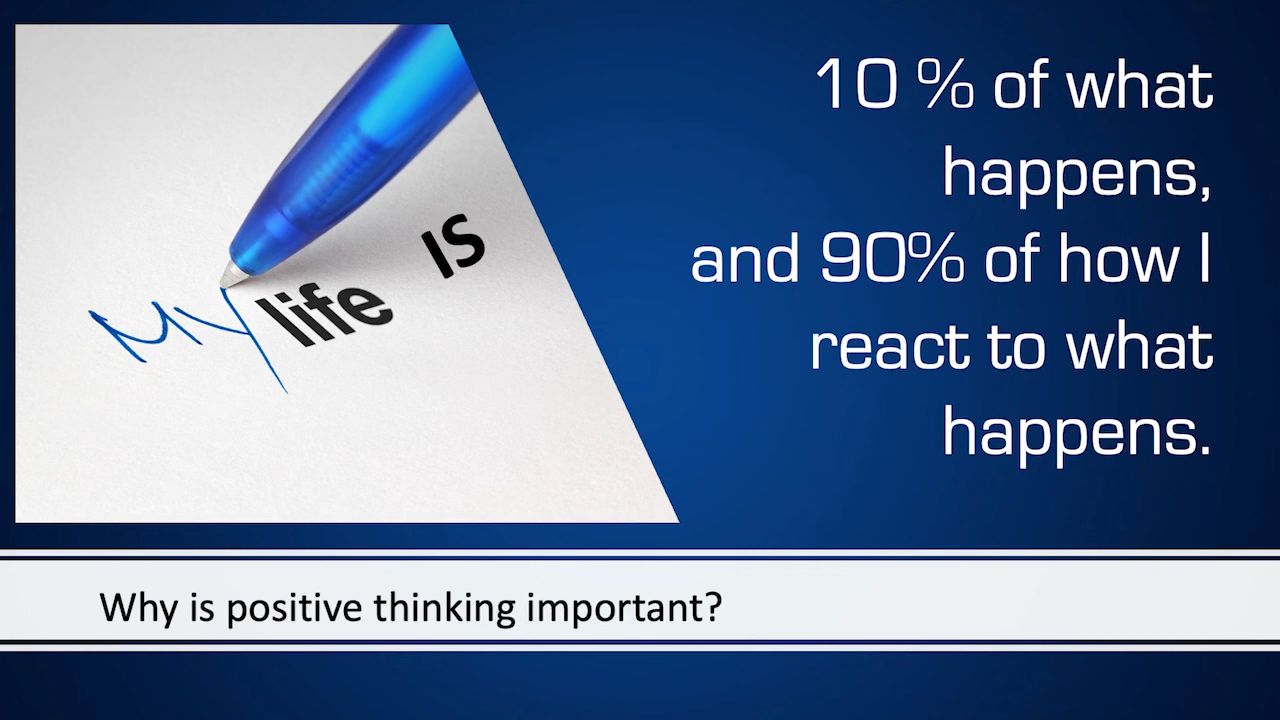 My life IS
10 % of what
happens,
and 90% of how I
react to what
happens.
Why is positive thinking important?